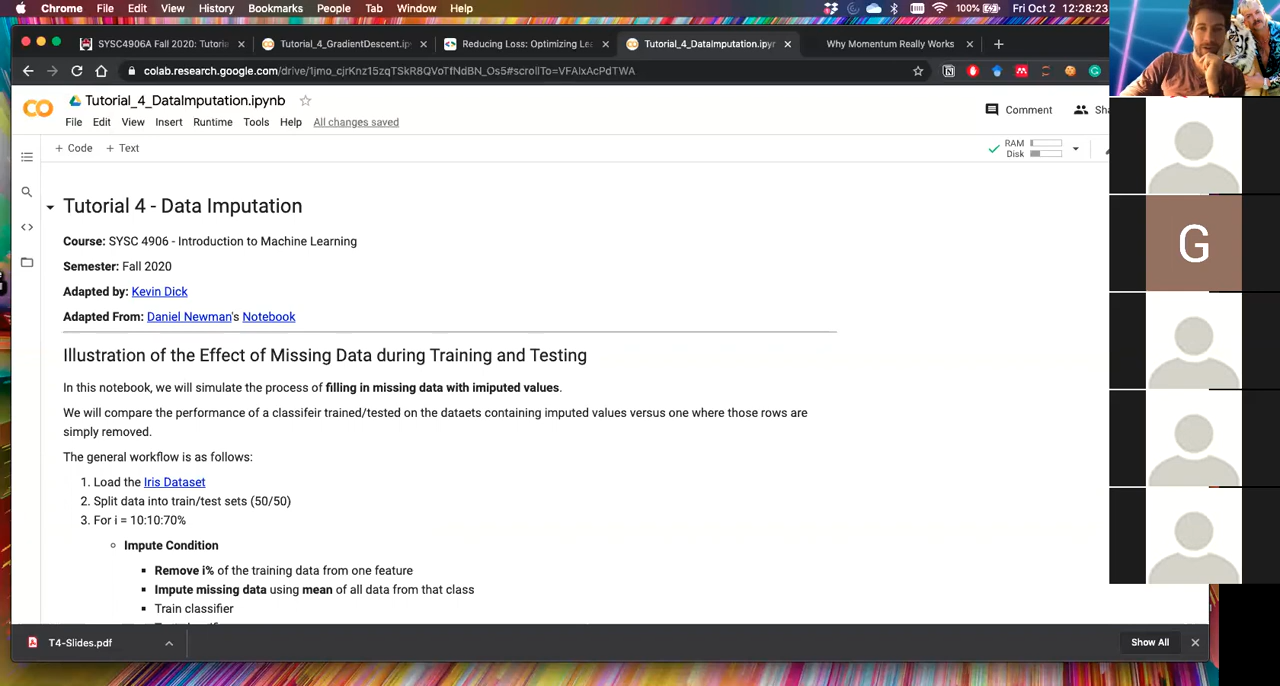 Chrome File Edit View History Bookmarks People Tab Window Help 100% Fri Oct 2 12:28:23
SYSC4906A Fall 2020: Tutori Tutorial_4_GradientDescent.ip Reducing Loss: Optimizing Le Tutorial_4_DataImputation.ipyn Why Momentum Really Works
colab.research.google.com/drive/1jmo_cjrKnz15zqTSkR8QVoTfNdBN_Os5#scrollTo=VFAlxAcPdTWA
Tutorial_4_DataImputation.ipynb
Comment Sha
File Edit View Insert Runtime Tools Help All changes saved
+ Code + Text
RAM
Disk
Tutorial 4 - Data Imputation
Course: SYSC 4906 - Introduction to Machine Learning
Semester: Fall 2020
Adapted by: Kevin Dick
Adapted From: Daniel Newman's Notebook
G
Illustration of the Effect of Missing Data during Training and Testing
In this notebook, we will simulate the process of filling in missing data with imiputed values.
We will compare the performance of a classifeir trained/tested on the dataets containing imputed values versus one where those rows are
simply removed.
The general workflow is as follows:
1. Load the Iris Dataset
2. Split data into train/test sets (50/50)
3. For i = 10:10:70%
Impute Condition
Remove i% of the training data from one feature
Impute missing data using mean of all data from that class
Train classifier
T4-Slides.pdf
Show All